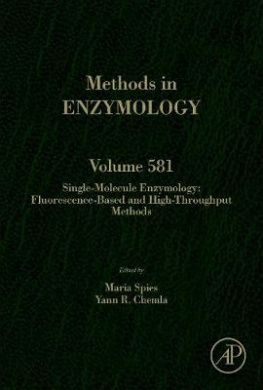 Methods in
ENZYMOLOGY
Volume 581
Single-Molecule Enzymology:
Fluorescence-Based and High-Throughput
Methods
Edited by
Maria Spies
Yann R. Chemla
AP